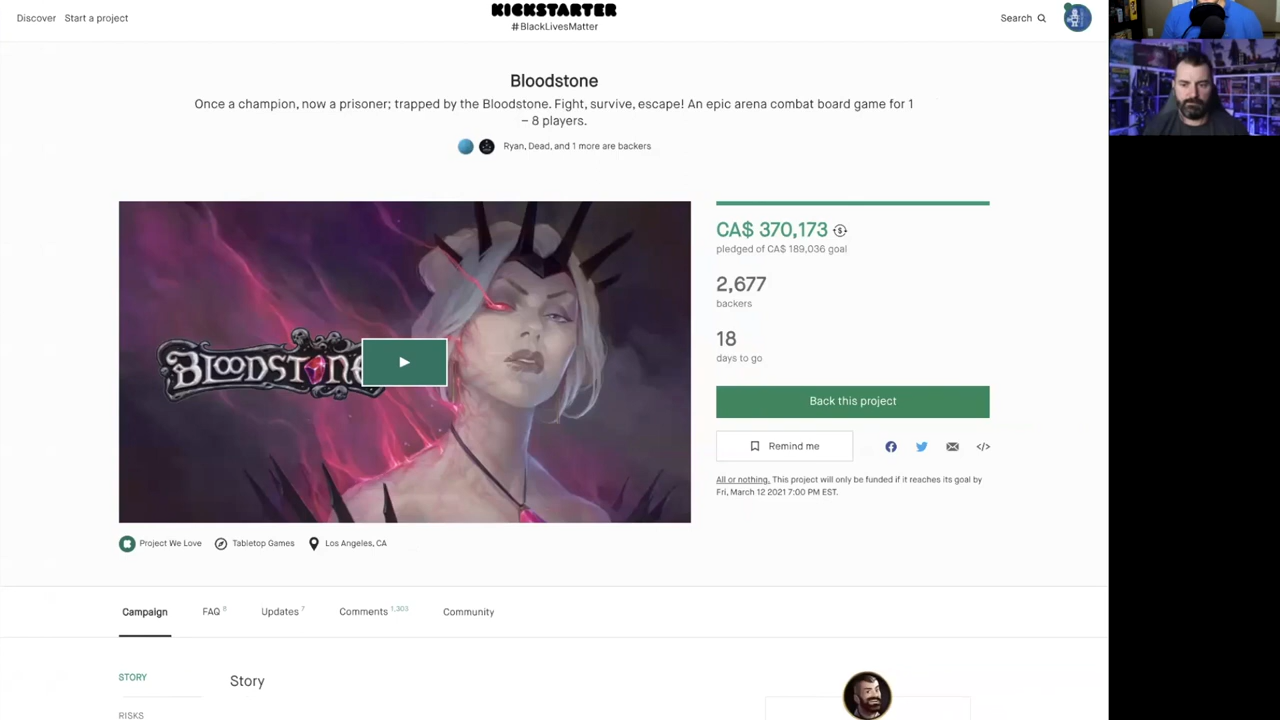 Discover Start a project
KICKSTARTER
#BlackLivesMatter
Search
Bloodstone
Once a champion, now a prisoner; trapped by the Bloodstone. Fight, survive, escape! An epic arena combat board game for 1
– 8 players.
Ryan, Dead, and 1 more are backers
BLOODSTONE
CA$ 370,173
pledged of CA$ 189,036 goal
2,677
backers
18
days to go
Back this project
Remind me
</>
All or nothing. This project will only be funded if it reaches its goal by
Fri, March 12 2021 7:00 PM EST.
Project We Love Tabletop Games Los Angeles, CA
Campaign FAQ 8 Updates 7 Comments 1,303 Community
STORY
Story
RISKS